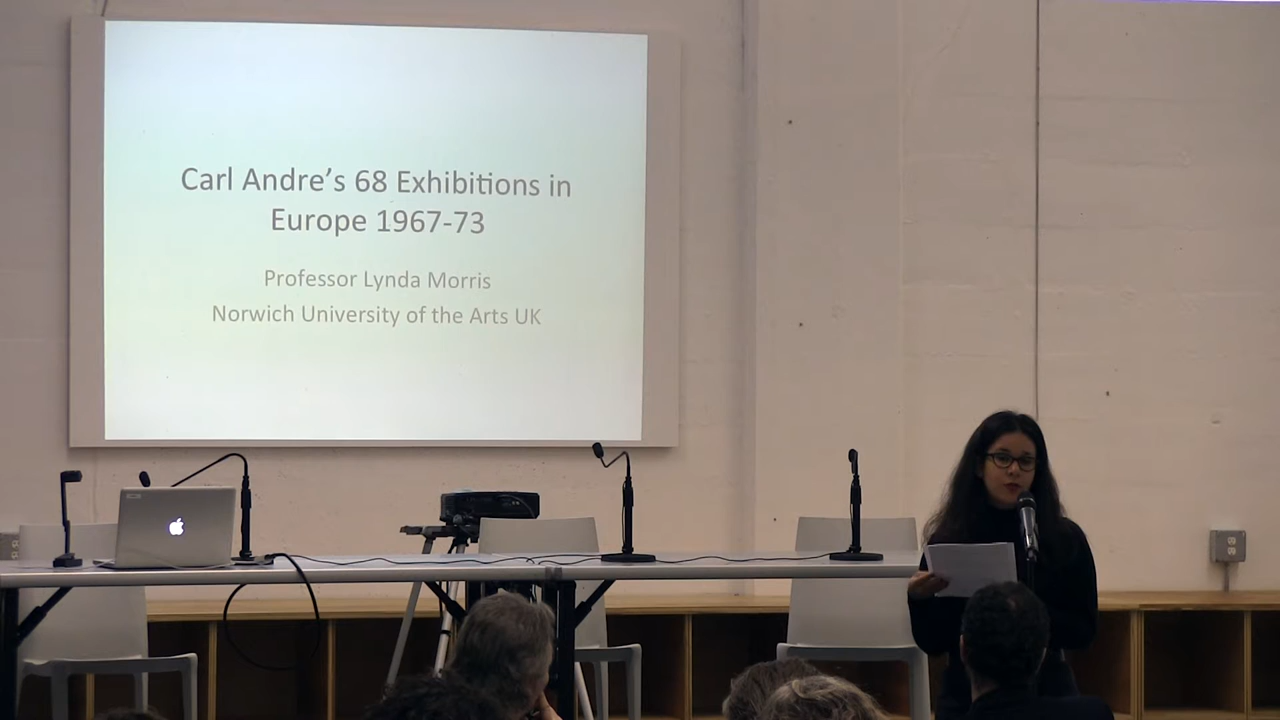 Carl Andre's 68 Exhibitions in
Europe 1967-73
Professor Lynda Morris
Norwich University of the Arts UK